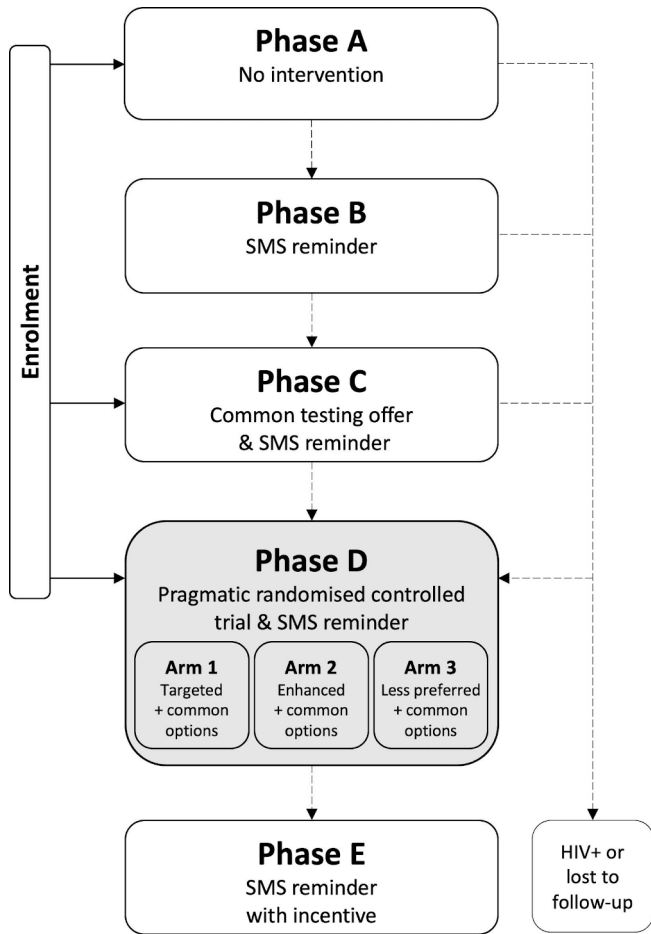 Enrolment
Phase A
No intervention
Phase B
SMS reminder
Phase C
Common testing offer
& SMS reminder
Phase D
Pragmatic randomised controlled
trial & SMS reminder
Arm 1
Targeted
+ common
options
Arm 2
Enhanced
+ common
options
Arm 3
Less preferred
+ common
options
Phase E
SMS reminder
with incentive
HIV+ or
lost to
follow-up